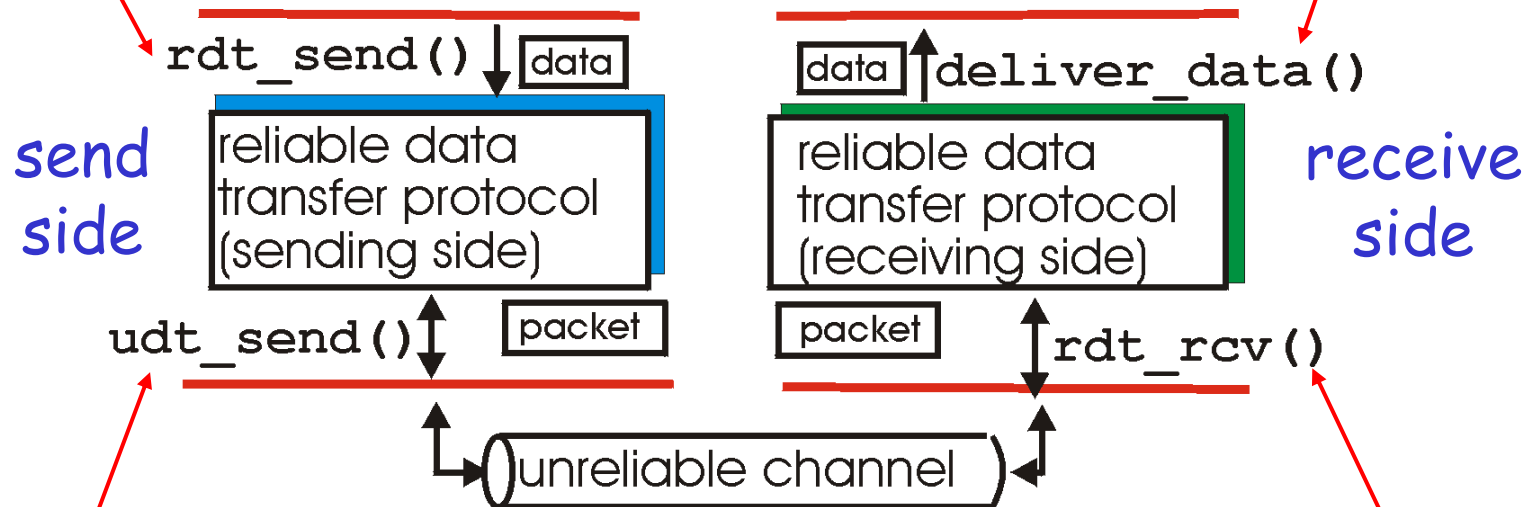 rdt_send()
data
data
deliver_data()
send
side
reliable data
transfer protocol
(sending side)
reliable data
transfer protocol
(receiving side)
receive
side
udt_send()
packet
packet
rdt_rcv()
unreliable channel